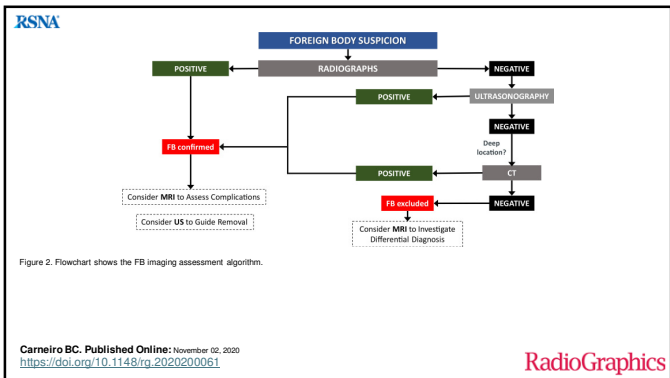 RSNA
FOREIGN BODY SUSPICION
POSITIVE
RADIOGRAPHS
NEGATIVE
POSITIVE
ULTRASONOGRAPHY
NEGATIVE
Deep
location?
FB confirmed
POSITIVE
CT
Consider MRI to Assess Complications
FB excluded
NEGATIVE
Consider US to Guide Removal
Consider MRI to Investigate
Differential Diagnosis
Figure 2. Flowchart shows the FB imaging assessment algorithm.
Carneiro BC. Published Online: November 02, 2020
https://doi.org/10.1148/rg.2020200061
RadioGraphics